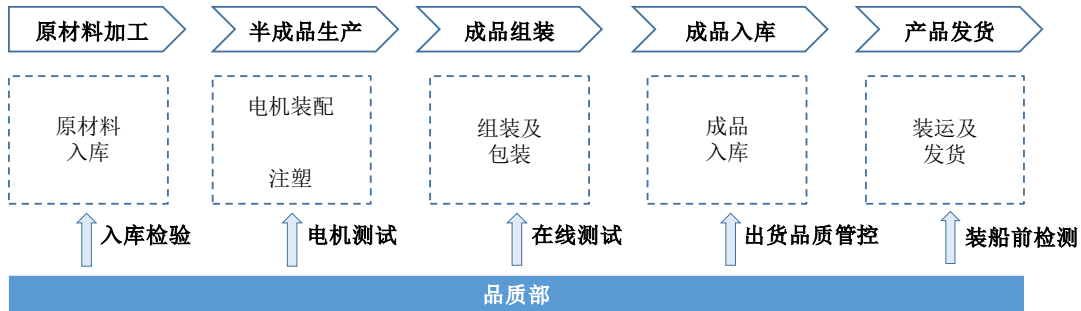 原材料加工
半成品生产
成品组装
成品入库
产品发货
原材料
入库
电机装配
注塑
组装及
包装
成品
入库
装运及
发货
入库检验
电机测试
在线测试
出货品质管控
装船前检测
品质部